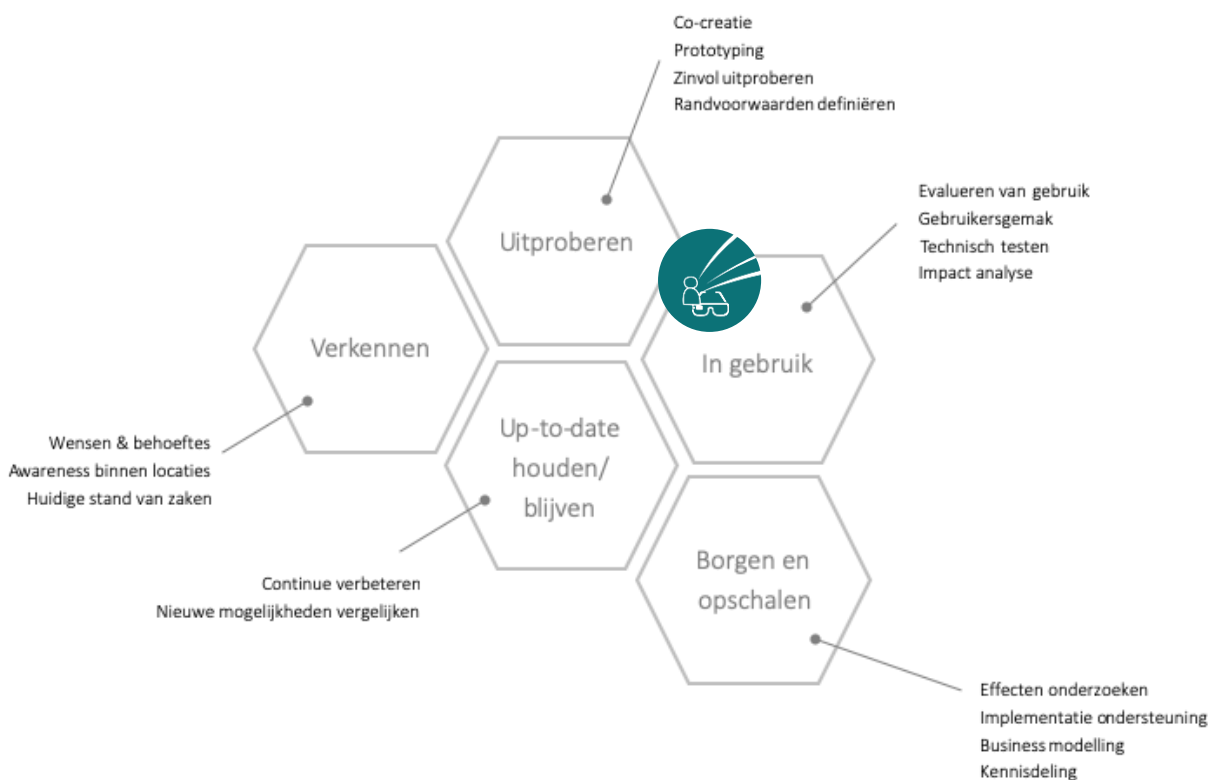 Co-creatie
Prototyping
Zinvol uitproberen
Randvoorwaarden definiëren
Uitproberen
Evalueren van gebruik
Gebruikersgemak
Technisch testen
Impact analyse
In gebruik
Verkennen
Wensen & behoeftes
Awareness binnen locaties
Huidige stand van zaken
Up-to-date
houden/
blijven
Continue verbeteren
Nieuwe mogelijkheden vergelijken
Borgen en
opschalen
Effecten onderzoeken
Implementatie ondersteuning
Business modelling
Kennisdeling